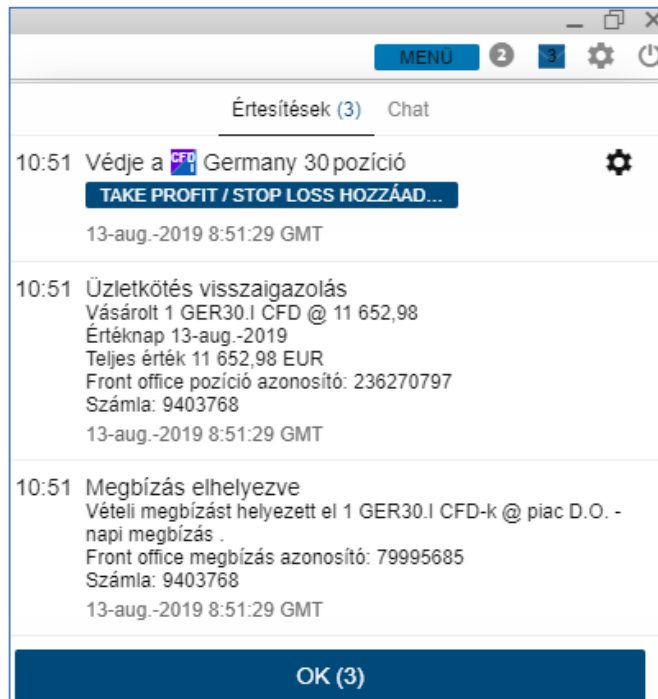 MENÜ 2 3
Értesítések (3) Chat
10:51 Védje a CFD I Germany 30 pozíció
TAKE PROFIT / STOP LOSS HOZZÁAD...
13-aug.-2019 8:51:29 GMT
10:51 Üzletkötés visszaigazolás
Vásárolt 1 GER30.I CFD @ 11 652,98
Értéknap 13-aug.-2019
Teljes érték 11 652,98 EUR
Front office pozíció azonosító: 236270797
Számla: 9403768
13-aug.-2019 8:51:29 GMT
10:51 Megbízás elhelyezve
Vételi megbízást helyezett el 1 GER30.I CFD-k @ piac D.O. -
napi megbízás .
Front office megbízás azonosító: 79995685
Számla: 9403768
13-aug.-2019 8:51:29 GMT
OK (3)